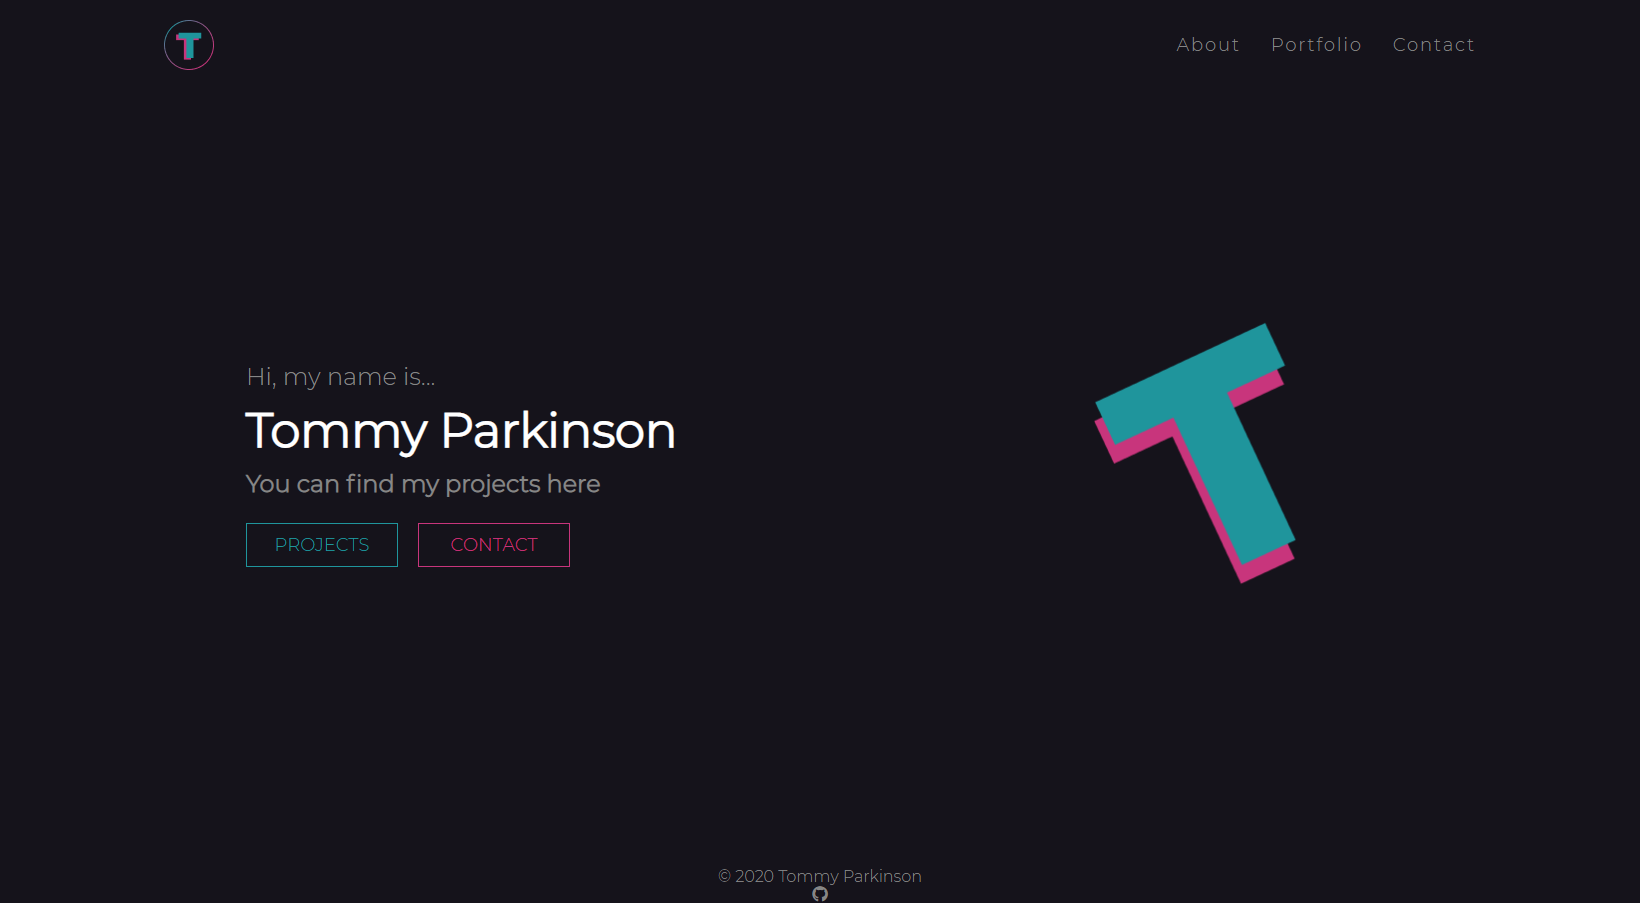 T
About Portfolio Contact
Hi, my name is...
Tommy Parkinson
You can find my projects here
PROJECTS CONTACT
T
© 2020 Tommy Parkinson